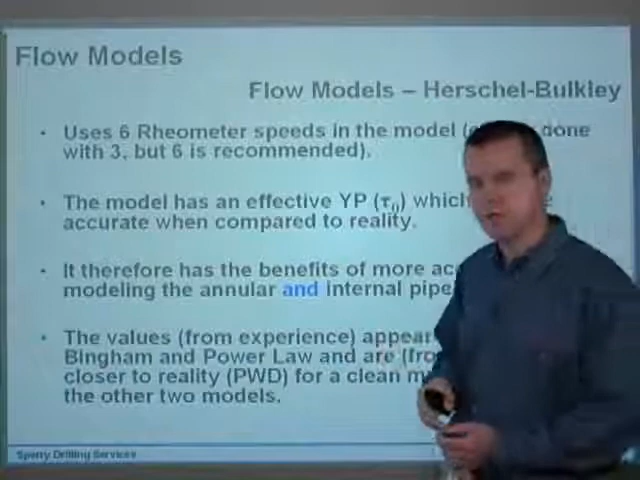 Flow Models
Flow Models – Herschel-Bulkley
• Uses 6 Rheometer speeds in the model ( done
with 3, but 6 is recommended).
• The model has an effective YP (τ0) which
accurate when compared to reality.
• It therefore has the benefits of more
modeling the annular and internal pipe
• The values (from experience) appear
Bingham and Power Law and are
closer to reality (PWD) for a clean
the other two models.
Sperry Drilling Services